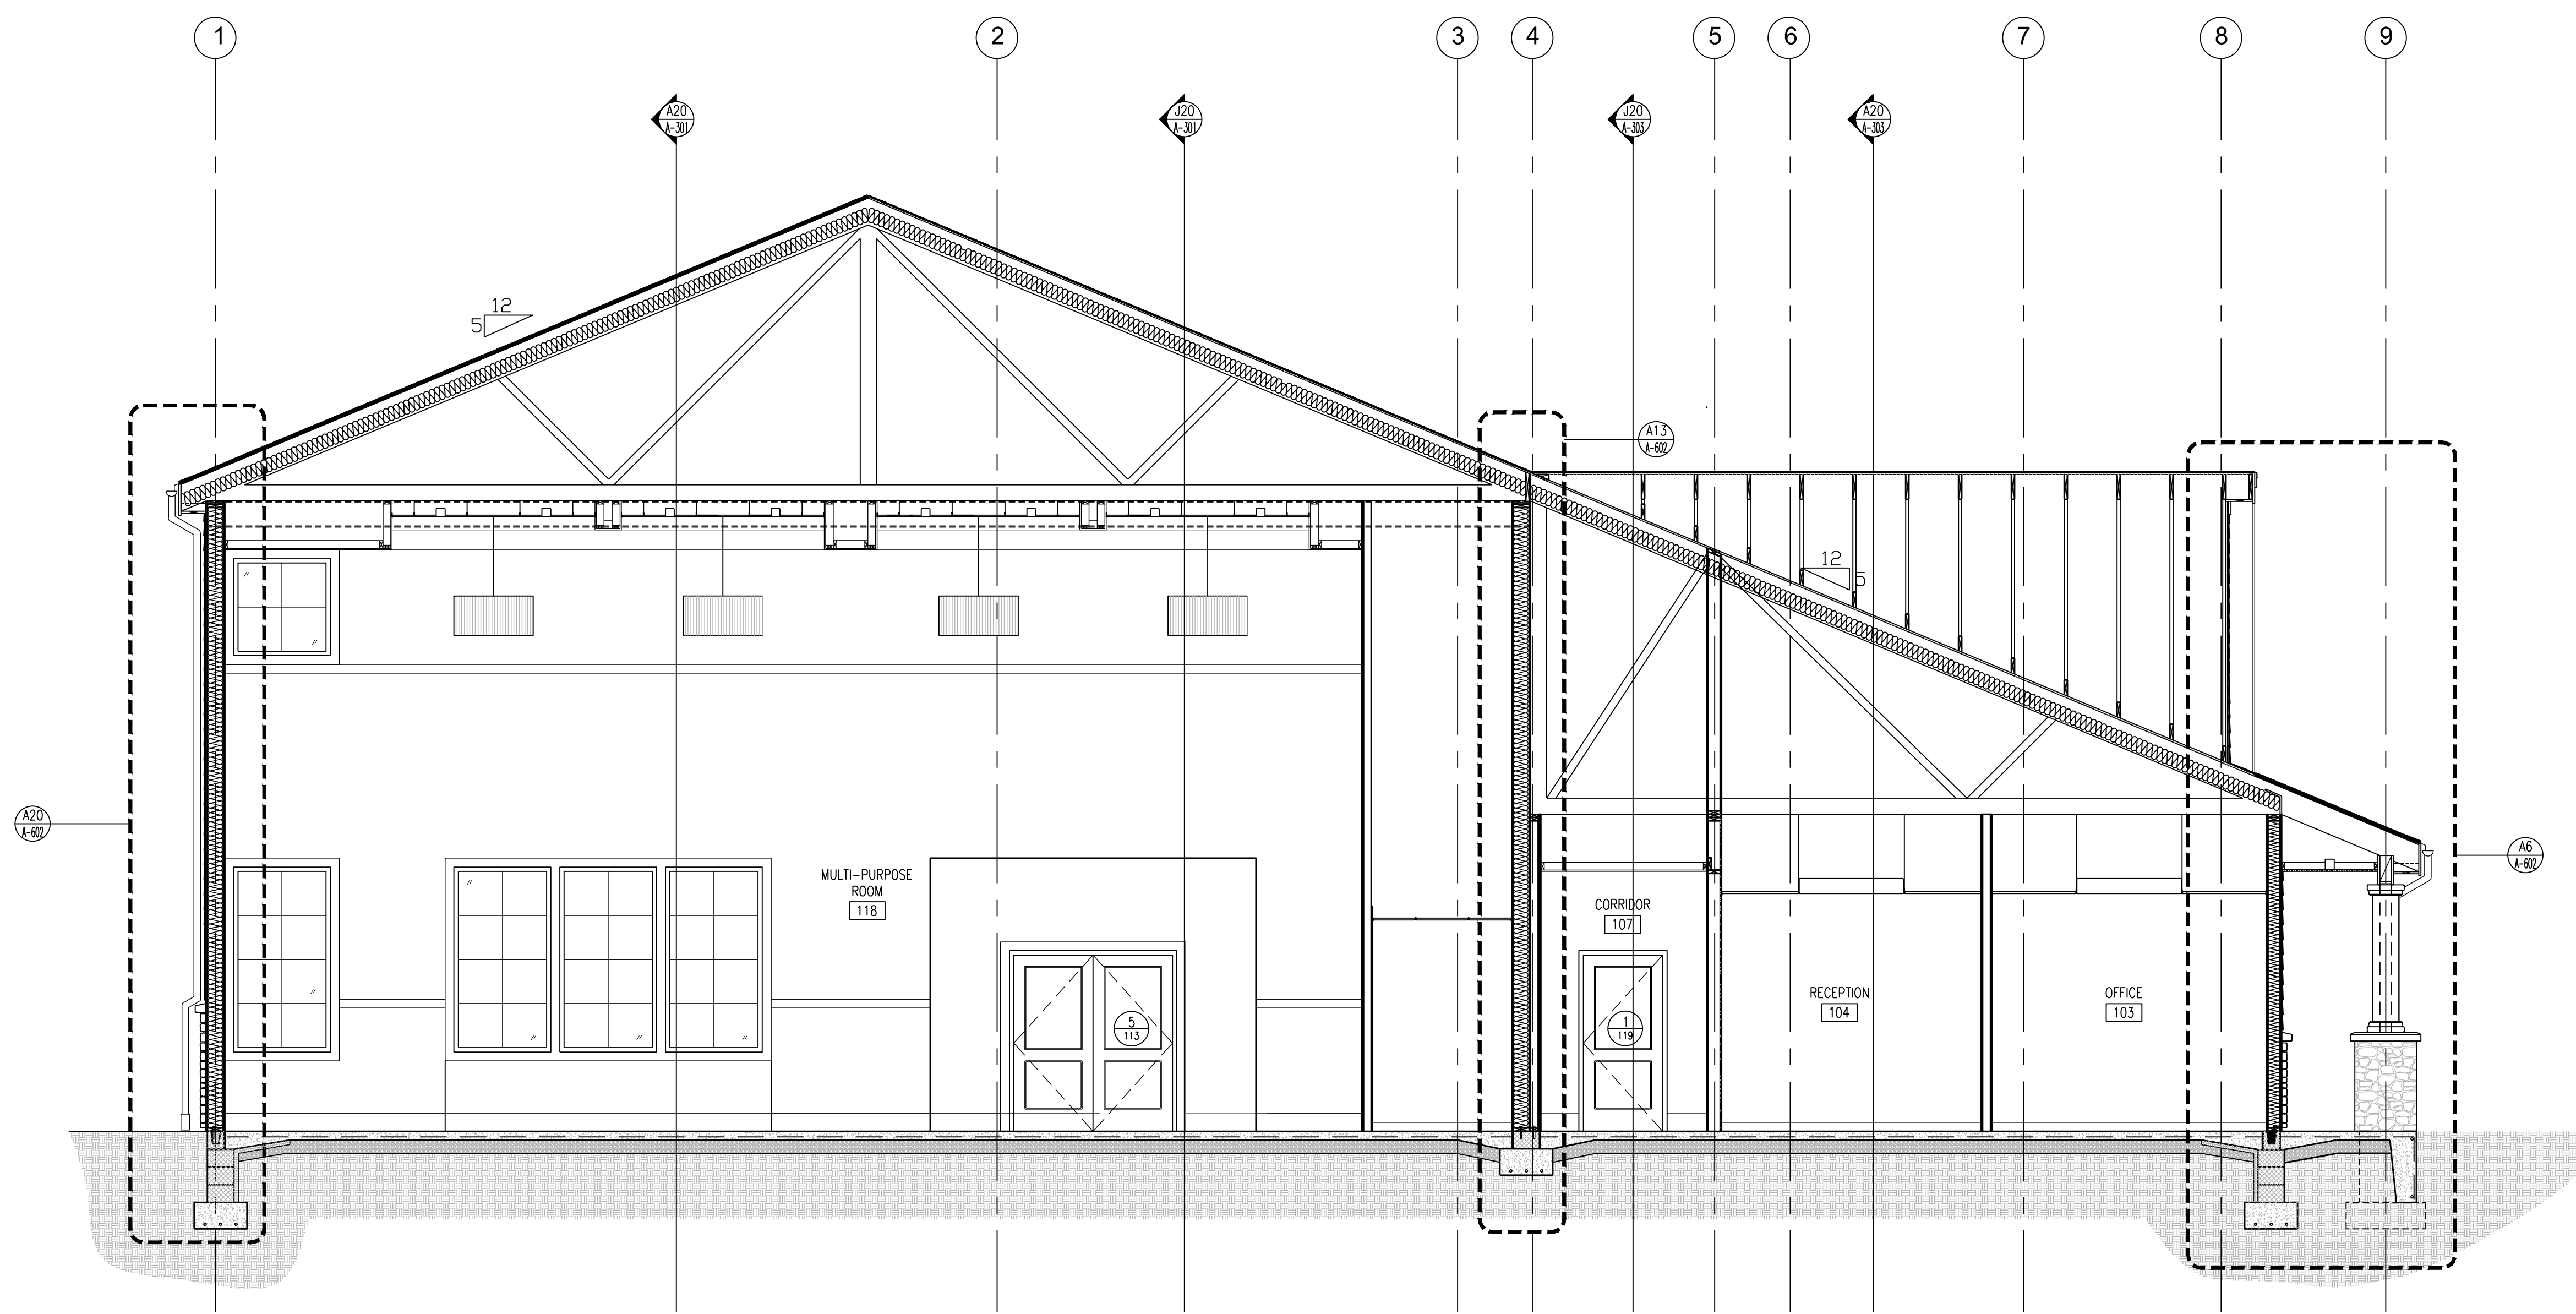 1
2
3
4
5
6
7
8
9
A20
A-301
J20
A-301
J20
A-303
A20
A-303
12
5
A13
A-602
12
5
A20
A-602
A6
A-602
MULTI-PURPOSE
ROOM
118
CORRIDOR
107
RECEPTION
104
OFFICE
103
5
113
1
119